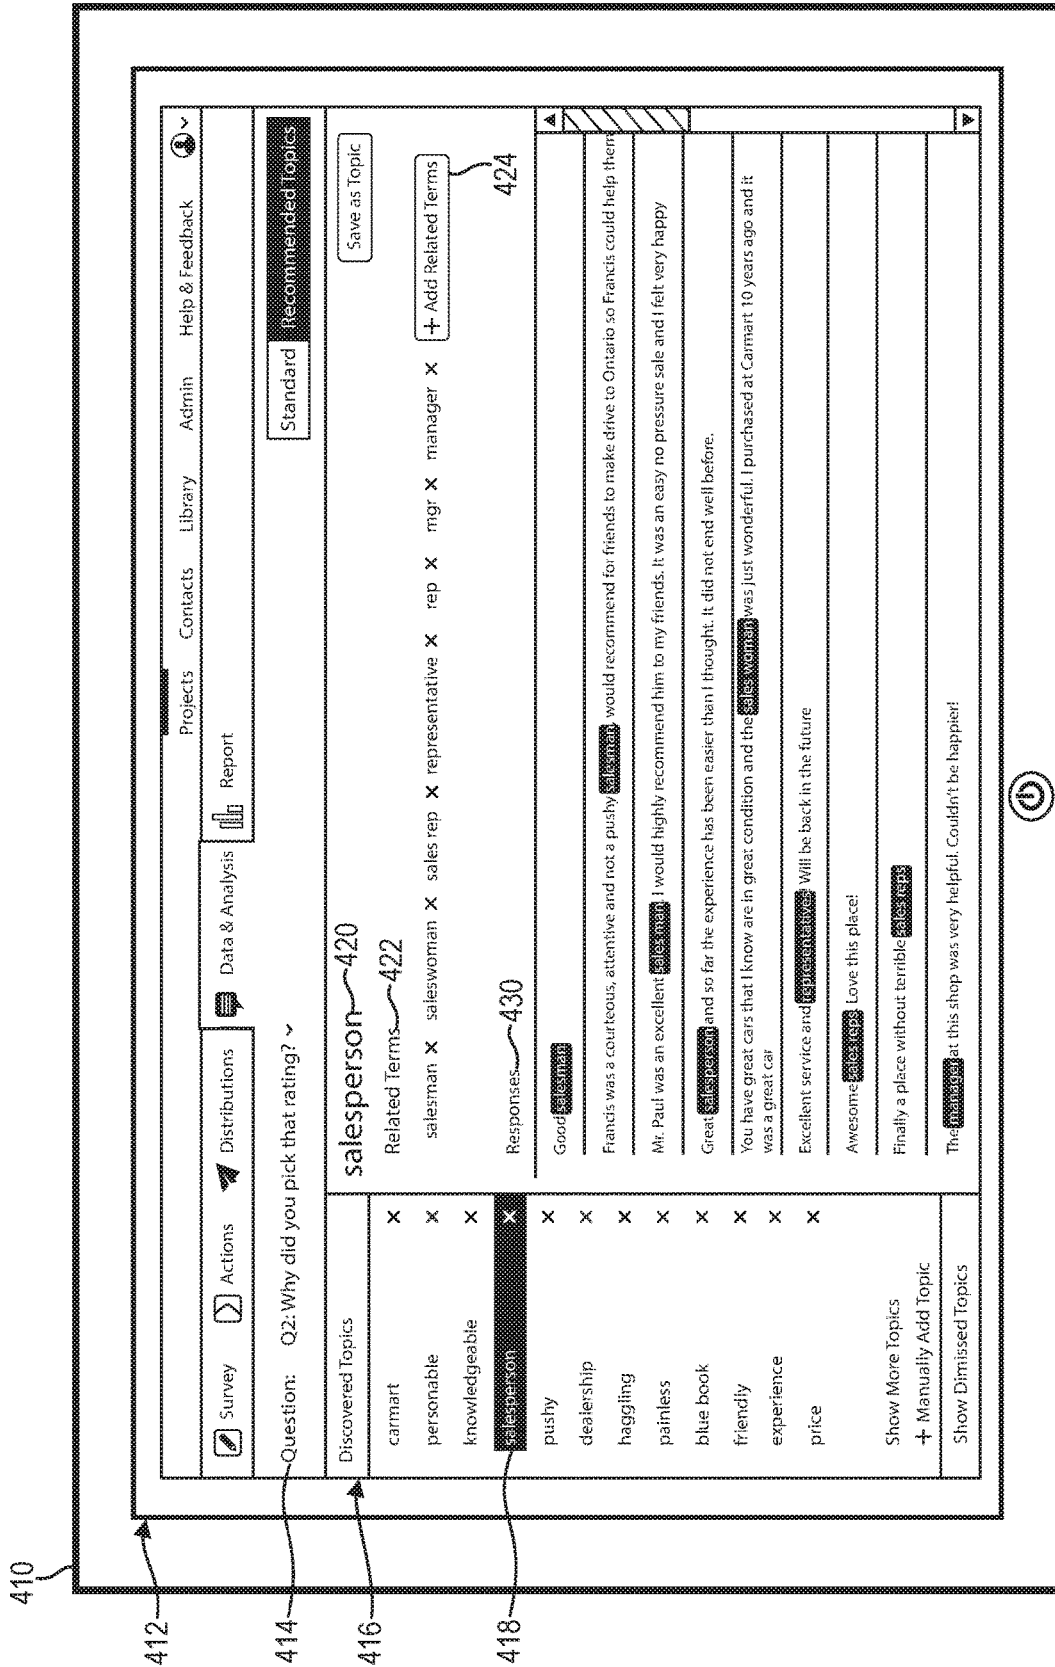 410
412
Projects Contacts Library Admin Help & Feedback
Survey Actions Distributions Data & Analysis Report
414
Question: Q2: Why did you pick that rating?
Standard Recommended Topics
416
Discovered Topics
carmart ×
personable ×
knowledgeable ×
418
salesperson ×
pushy ×
dealership ×
haggling ×
painless ×
blue book ×
friendly ×
experience ×
price ×
Show More Topics
+ Manually Add Topic
Show Dimissed Topics
salesperson 420
Save as Topic
Related Terms 422
salesman × saleswoman × sales rep × representative × rep × mgr × manager × + Add Related Terms
424
Responses 430
Good salesman
Francis was a courteous, attentive and not a pushy salesman would recommend for friends to make drive to Ontario so Francis could help them
Mr. Paul was an excellent sales man I would highly recommend him to my friends. It was an easy no pressure sale and I felt very happy
Great salesperson and so far the experience has been easier than I thought. It did not end well before.
You have great cars that I know are in great condition and the sales woman was just wonderful. I purchased at Carmart 10 years ago and it
was a great car
Excellent service and representatives! Will be back in the future
Awesome sales reps Love this place!
Finally a place without terrible sales reps
The manager at this shop was very helpful. Couldn't be happier!